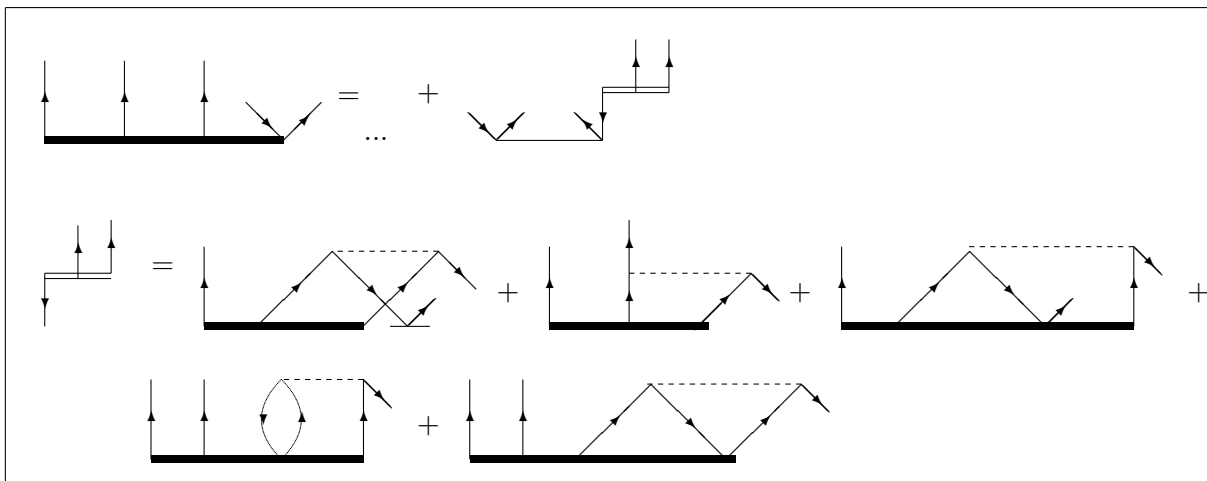 = ... +
= + + +
+